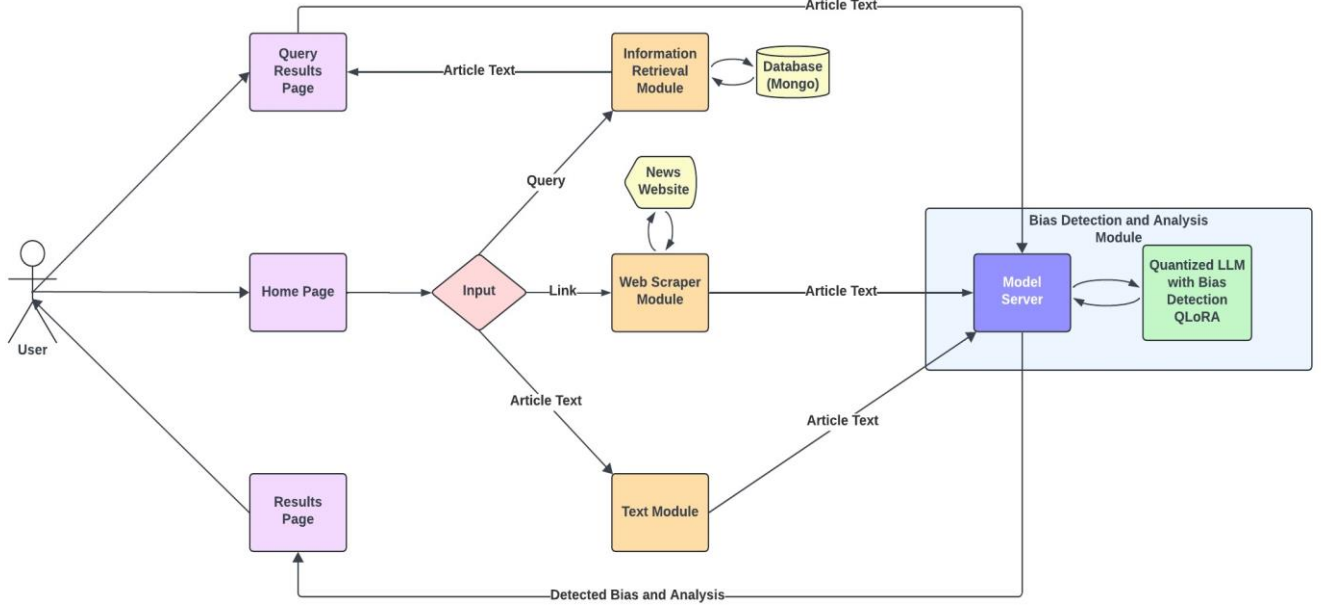 Article Text
Query
Results
Page
Article Text
Information
Retrieval
Module
Database
(Mongo)
Query
News
Website
Bias Detection and Analysis
Module
User
Home Page
Input
Link
Web Scraper
Module
Article Text
Model
Server
Quantized LLM
with Bias
Detection
QLoRA
Article Text
Article Text
Results
Page
Text Module
Detected Bias and Analysis